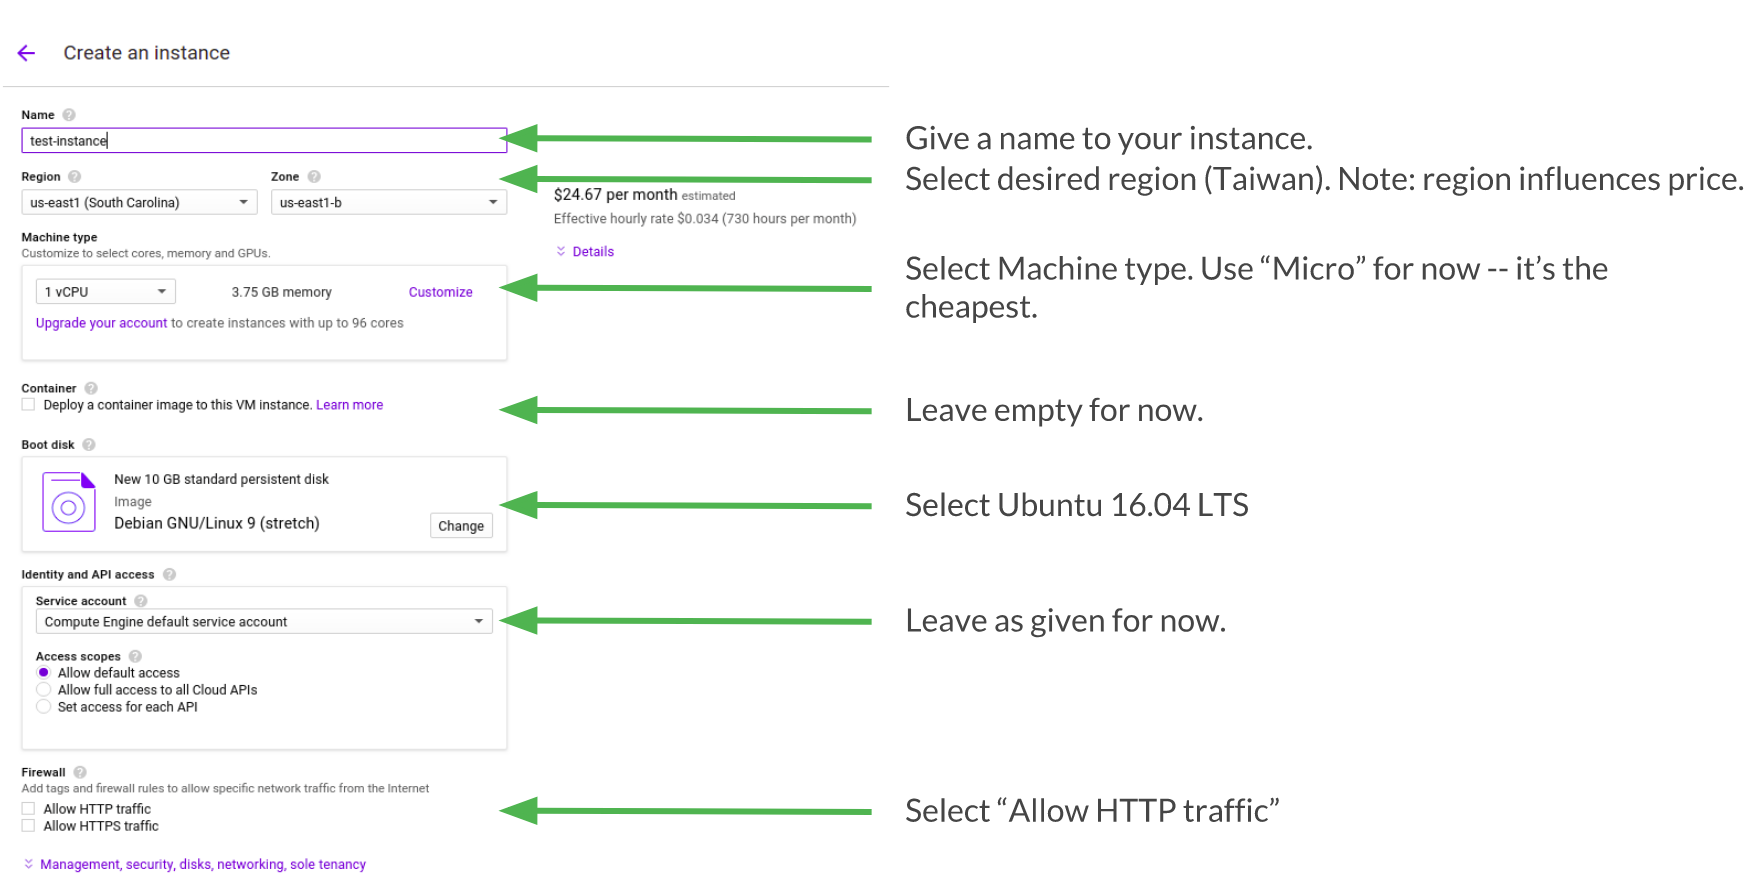 Create an instance
Name
test-instance
Give a name to your instance.
Region
Zone
Select desired region (Taiwan). Note: region influences price.
us-east1 (South Carolina)
us-east1-b
$24.67 per month estimated
Effective hourly rate $0.034 (730 hours per month)
Details
Machine type
Customize to select cores, memory and GPUs.
1 vCPU
3.75 GB memory
Customize
Upgrade your account to create instances with up to 96 cores
Select Machine type. Use “Micro” for now -- it’s the
cheapest.
Container
Deploy a container image to this VM instance. Learn more
Leave empty for now.
Boot disk
New 10 GB standard persistent disk
Image
Debian GNU/Linux 9 (stretch)
Change
Select Ubuntu 16.04 LTS
Identity and API access
Service account
Compute Engine default service account
Leave as given for now.
Access scopes
Allow default access
Allow full access to all Cloud APIs
Set access for each API
Firewall
Add tags and firewall rules to allow specific network traffic from the Internet
Allow HTTP traffic
Allow HTTPS traffic
Select “Allow HTTP traffic”
Management, security, disks, networking, sole tenancy